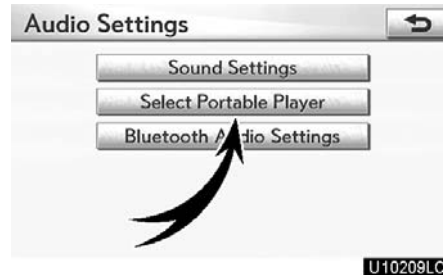 Audio Settings
Sound Settings
Select Portable Player
Bluetooth Audio Settings
U10209LC